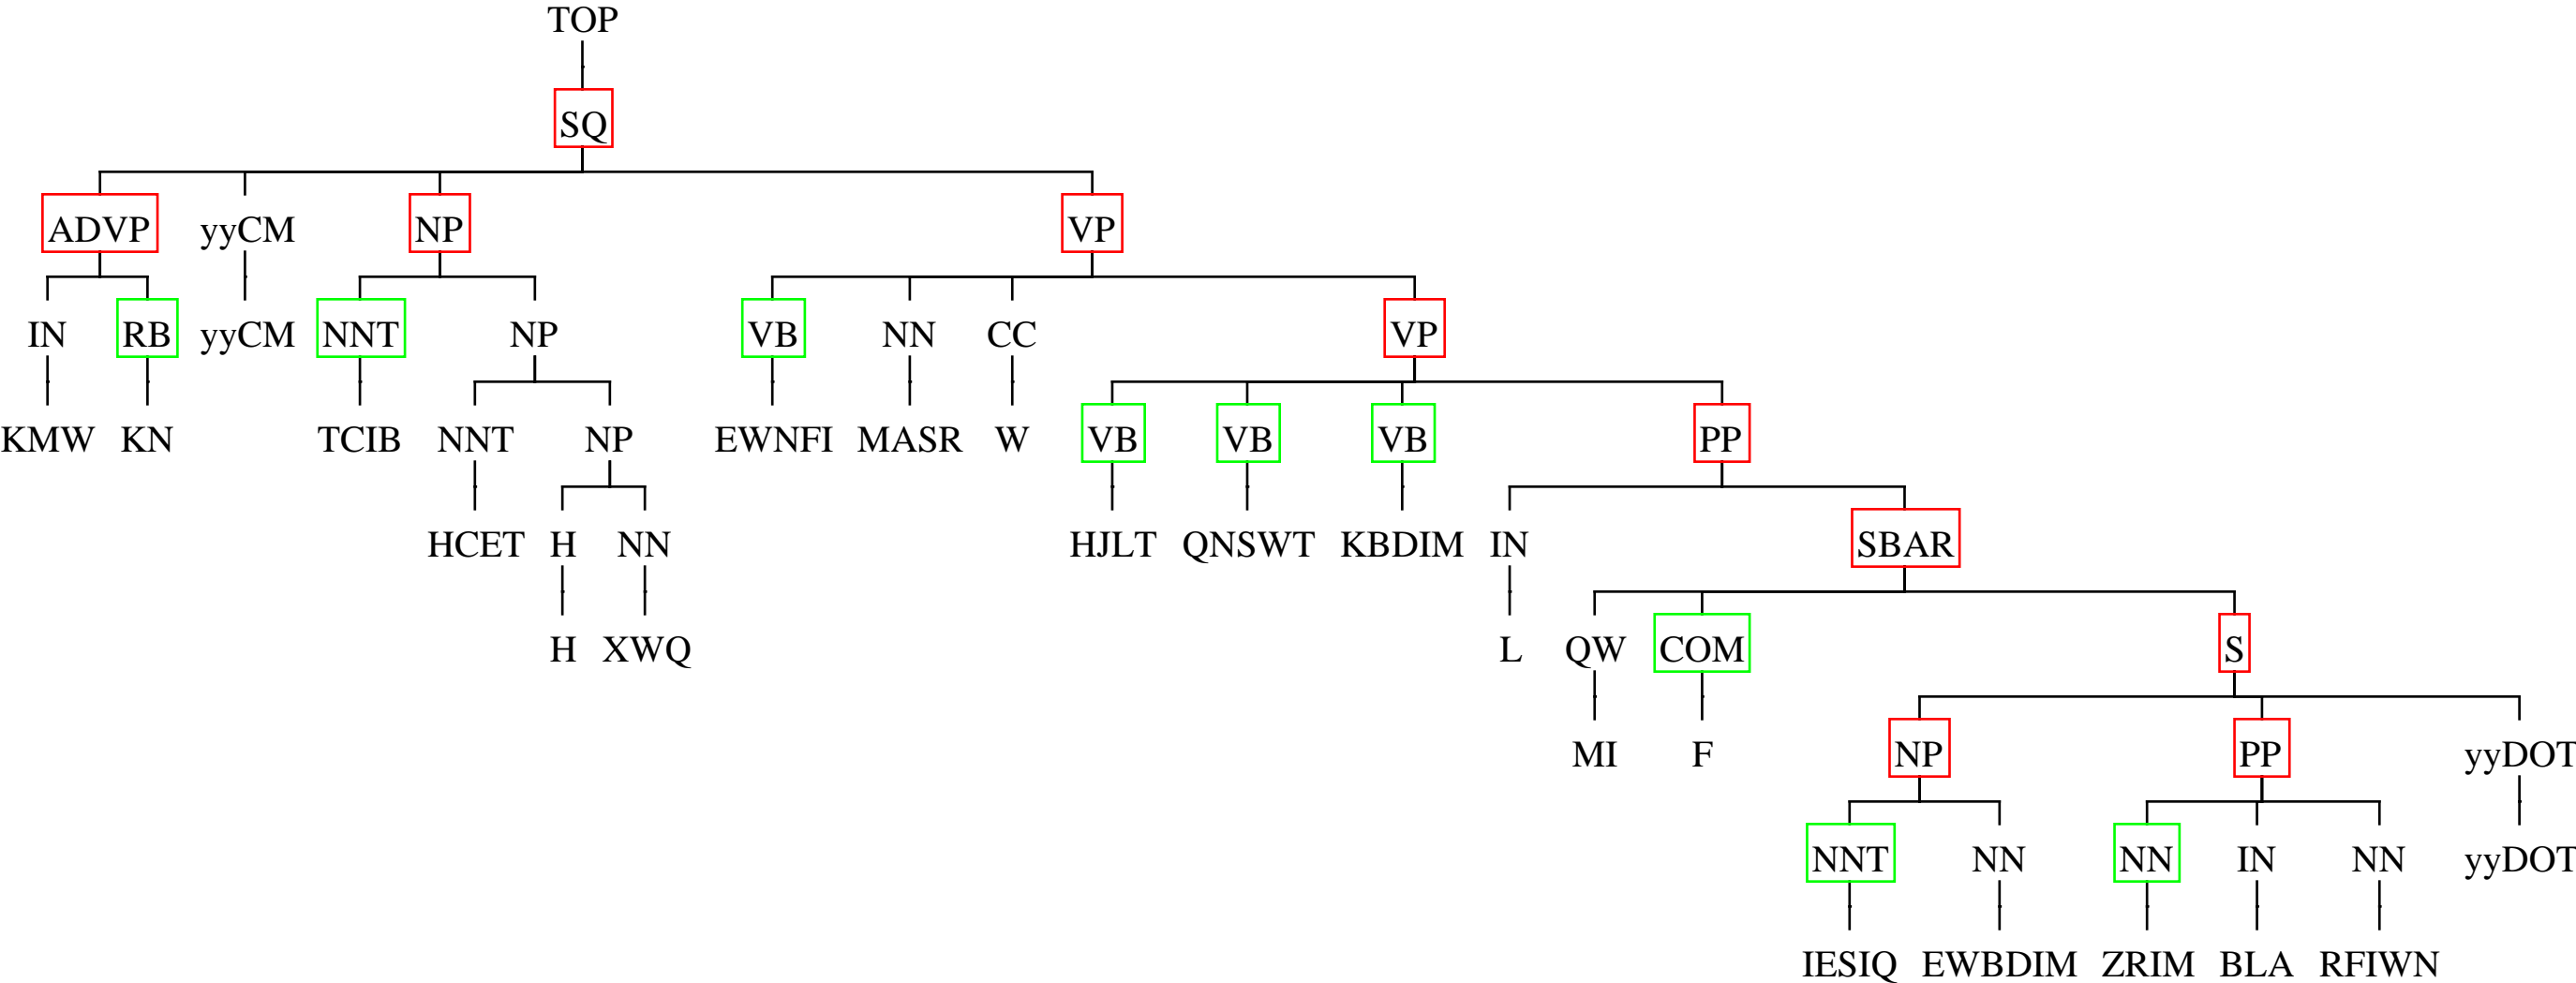 TOP
SQ
ADVP yyCM NP VP
IN RB yyCM NNT NP VB NN CC VP
KMW KN TCIB NNT NP EWNFI MASR W VB VB VB PP
HCET H NN HJLT QNSWT KBDIM IN SBAR
H XWQ L QW COM S
MI F NP PP yyDOT
NNT NN NN IN NN yyDOT
IESIQ EWBDIM ZRIM BLA RFIWN